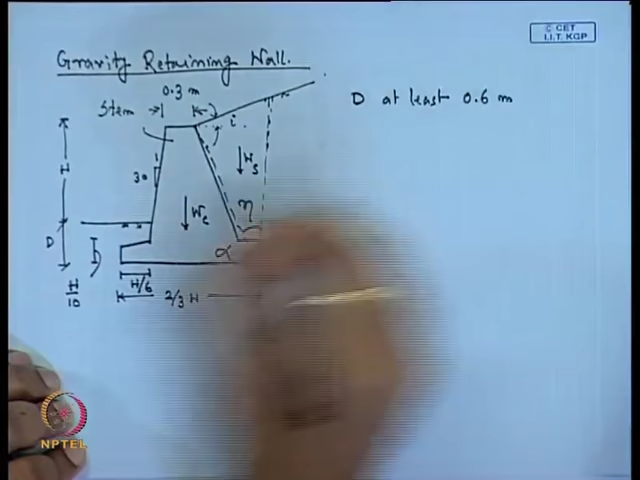 © CET
I.I.T. KGP
Gravity Retaining Wall.
0.3 m
D at least 0.6 m
Stem
i
H
30
1
Ws
η
Wc
D
α
H/10
H/6
2/3 H
NPTEL